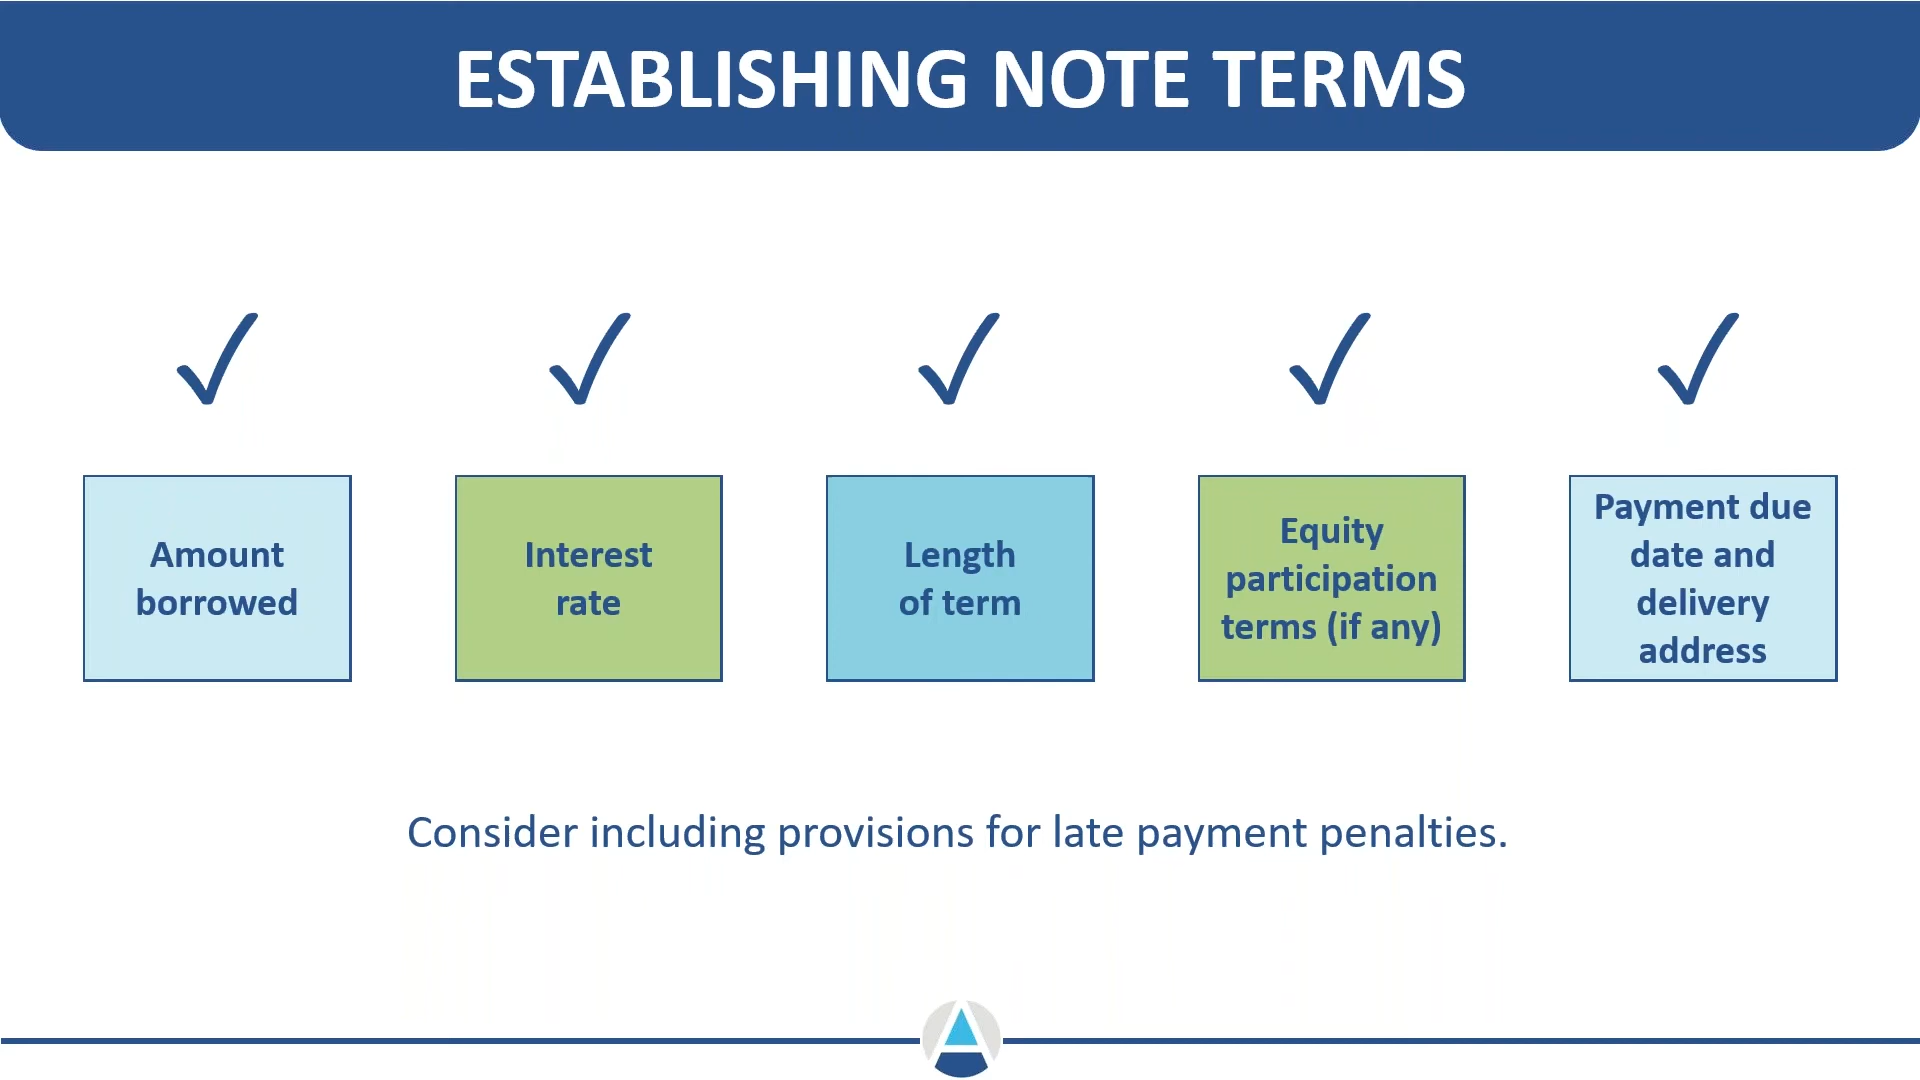 ESTABLISHING NOTE TERMS
Amount
borrowed
Interest
rate
Length
of term
Equity
participation
terms (if any)
Payment due
date and
delivery
address
Consider including provisions for late payment penalties.